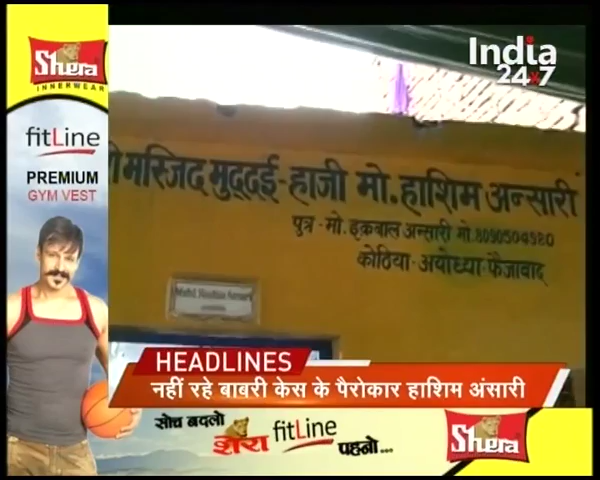 Shera
INNERWEAR
fitLine
PREMIUM
GYM VEST
India
24x7
मस्जिद मुद्दई-हाजी मो. हाशिम अन्सारी
पुत्र - मो. इकबाल अन्सारी मो.
कोठिया - अयोध्या - फैजाबाद
HEADLINES
नहीं रहे बाबरी केस के पैरोकार हाशिम अंसारी
सोच बदलो
शेरा fitLine
पहनो...
Shera